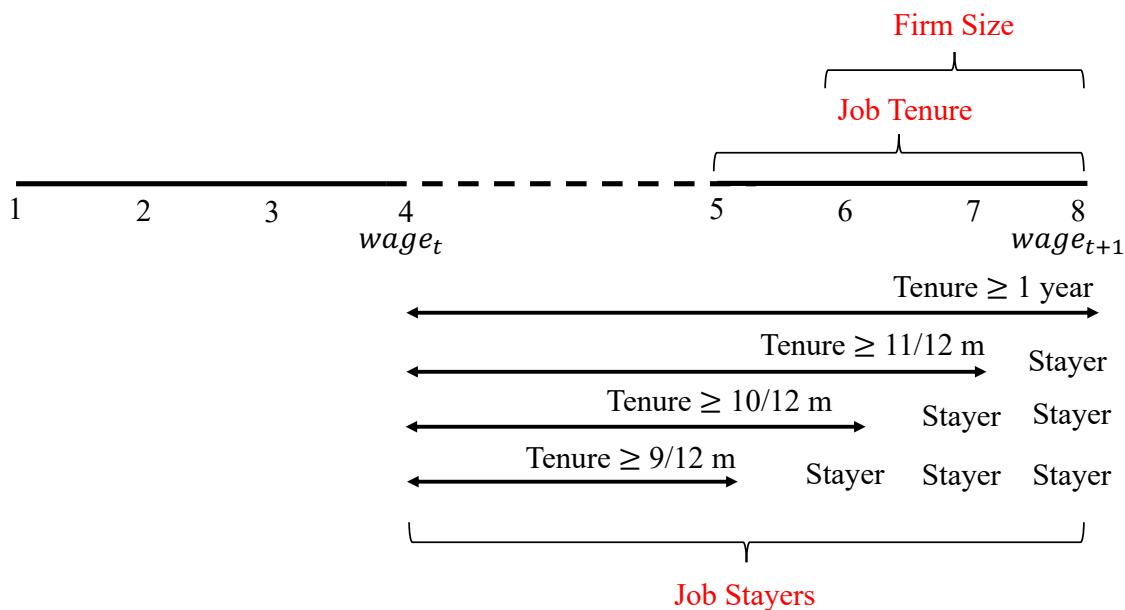 Firm Size
Job Tenure
1 2 3 4 5 6 7 8
wage_t wage_{t+1}
Tenure ≥ 1 year
Tenure ≥ 11/12 m Stayer
Tenure ≥ 10/12 m Stayer Stayer
Tenure ≥ 9/12 m Stayer Stayer Stayer
Job Stayers